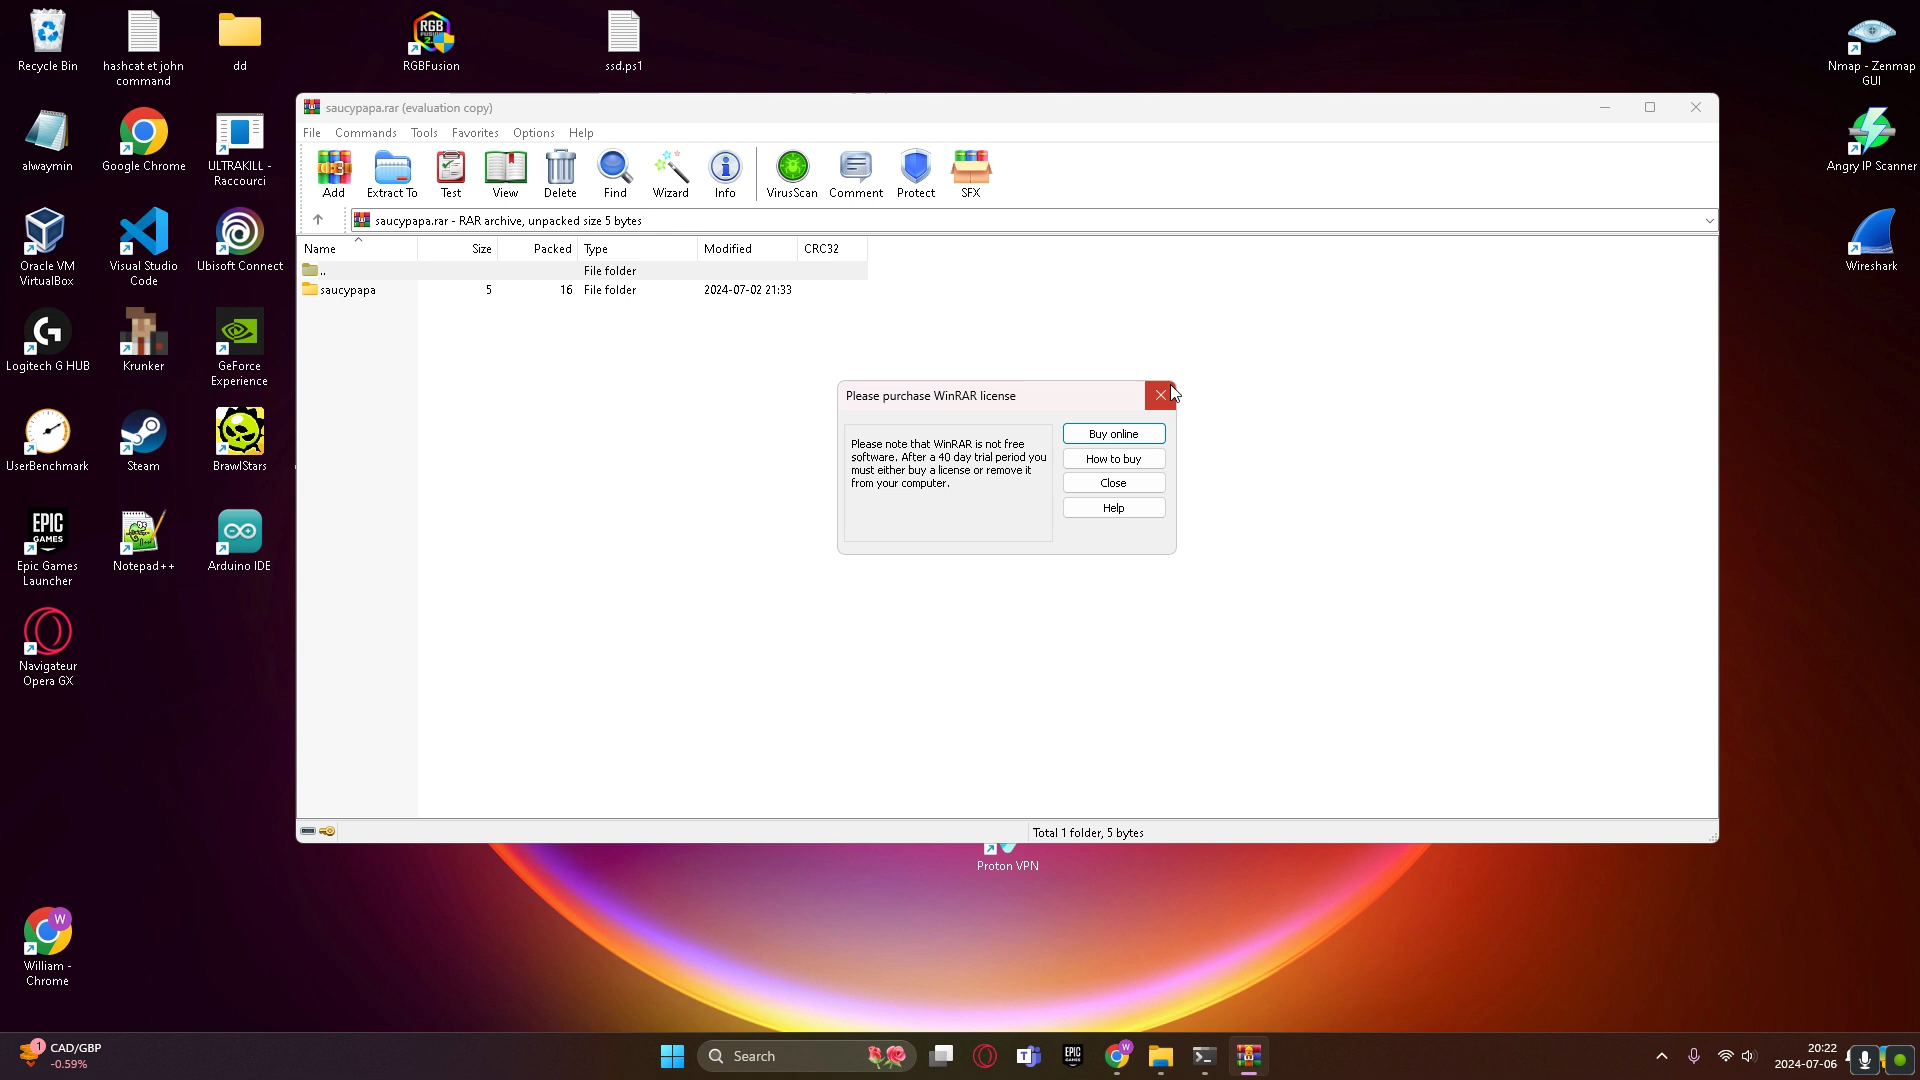 Recycle Bin
hashcat et john
command
dd
RGBFusion
ssd.ps1
Nmap - Zenmap
GUI
alwaymin
Google Chrome
ULTRAKILL -
Raccourci
Angry IP Scanner
Oracle VM
VirtualBox
Visual Studio
Code
Ubisoft Connect
Wireshark
Logitech G HUB
Krunker
GeForce
Experience
UserBenchmark
Steam
BrawlStars
Epic Games
Launcher
Notepad++
Arduino IDE
Navigateur
Opera GX
William -
Chrome
Proton VPN
saucypapa.rar (evaluation copy)
File Commands Tools Favorites Options Help
Add Extract To Test View Delete Find Wizard Info VirusScan Comment Protect SFX
saucypapa.rar - RAR archive, unpacked size 5 bytes
Name Size Packed Type Modified CRC32
.. File folder
saucypapa 5 16 File folder 2024-07-02 21:33
Please purchase WinRAR license
Please note that WinRAR is not free
software. After a 40 day trial period you
must either buy a license or remove it
from your computer.
Buy online
How to buy
Close
Help
Total 1 folder, 5 bytes
1
CAD/GBP
-0.59%
Search
20:22
2024-07-06